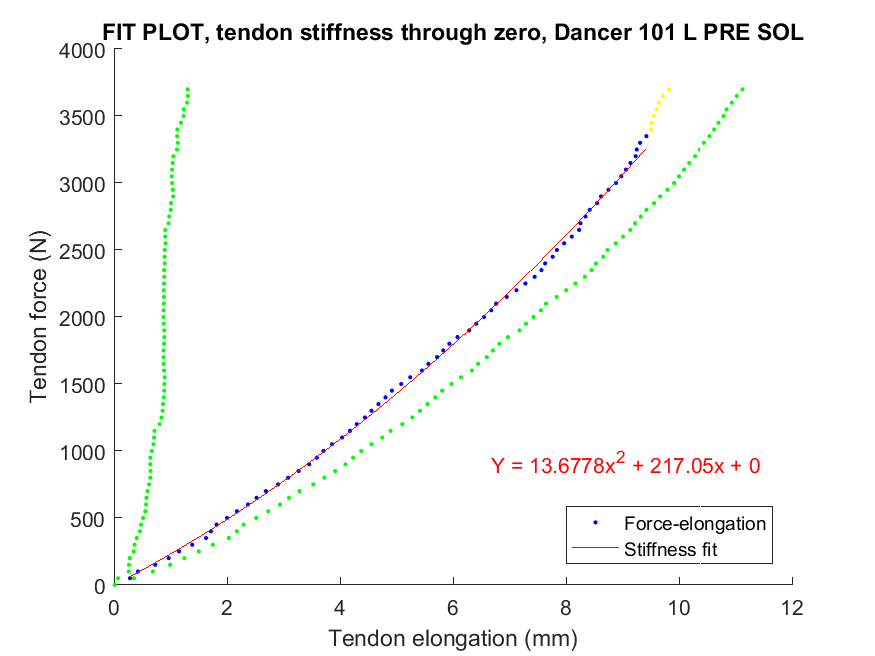 FIT PLOT, tendon stiffness through zero, Dancer 101 L PRE SOL
4000
3500
3000
2500
2000
1500
1000
500
0
Tendon force (N)
Y = 13.6778x² + 217.05x + 0
Force-elongation
Stiffness fit
0 2 4 6 8 10 12
Tendon elongation (mm)